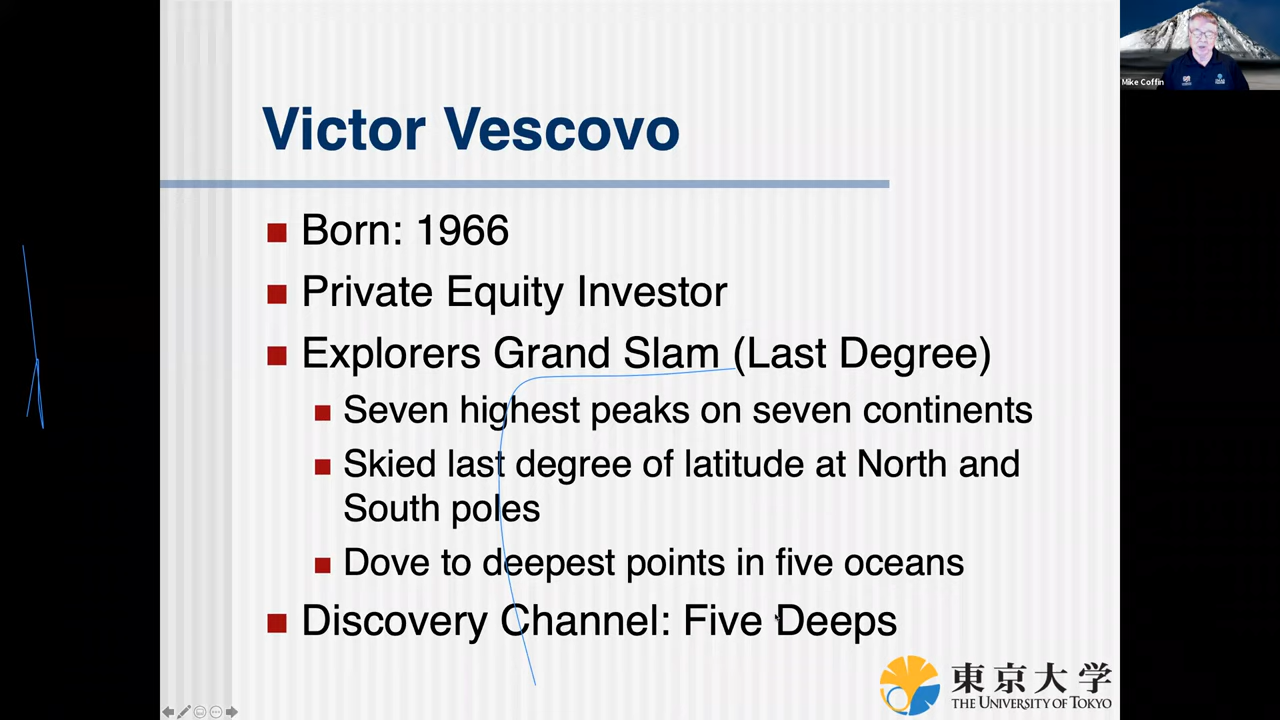 Victor Vescovo
Born: 1966
Private Equity Investor
Explorers Grand Slam (Last Degree)
Seven highest peaks on seven continents
Skied last degree of latitude at North and
South poles
Dove to deepest points in five oceans
Discovery Channel: Five Deeps
東京大学
THE UNIVERSITY OF TOKYO
Mike Coffin